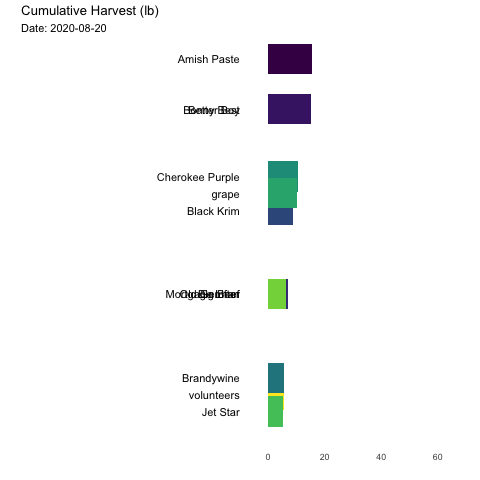 Cumulative Harvest (lb)
Date: 2020-08-20
Amish Paste
Cherokee Purple
grape
Black Krim
Brandywine
volunteers
Jet Star
0 20 40 60